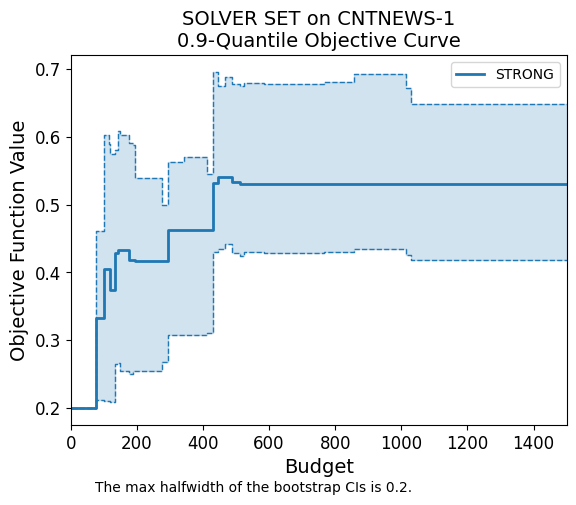 SOLVER SET on CNTNEWS-1
0.9-Quantile Objective Curve
STRONG
Objective Function Value
0.7
0.6
0.5
0.4
0.3
0.2
0 200 400 600 800 1000 1200 1400
Budget
The max halfwidth of the bootstrap CIs is 0.2.